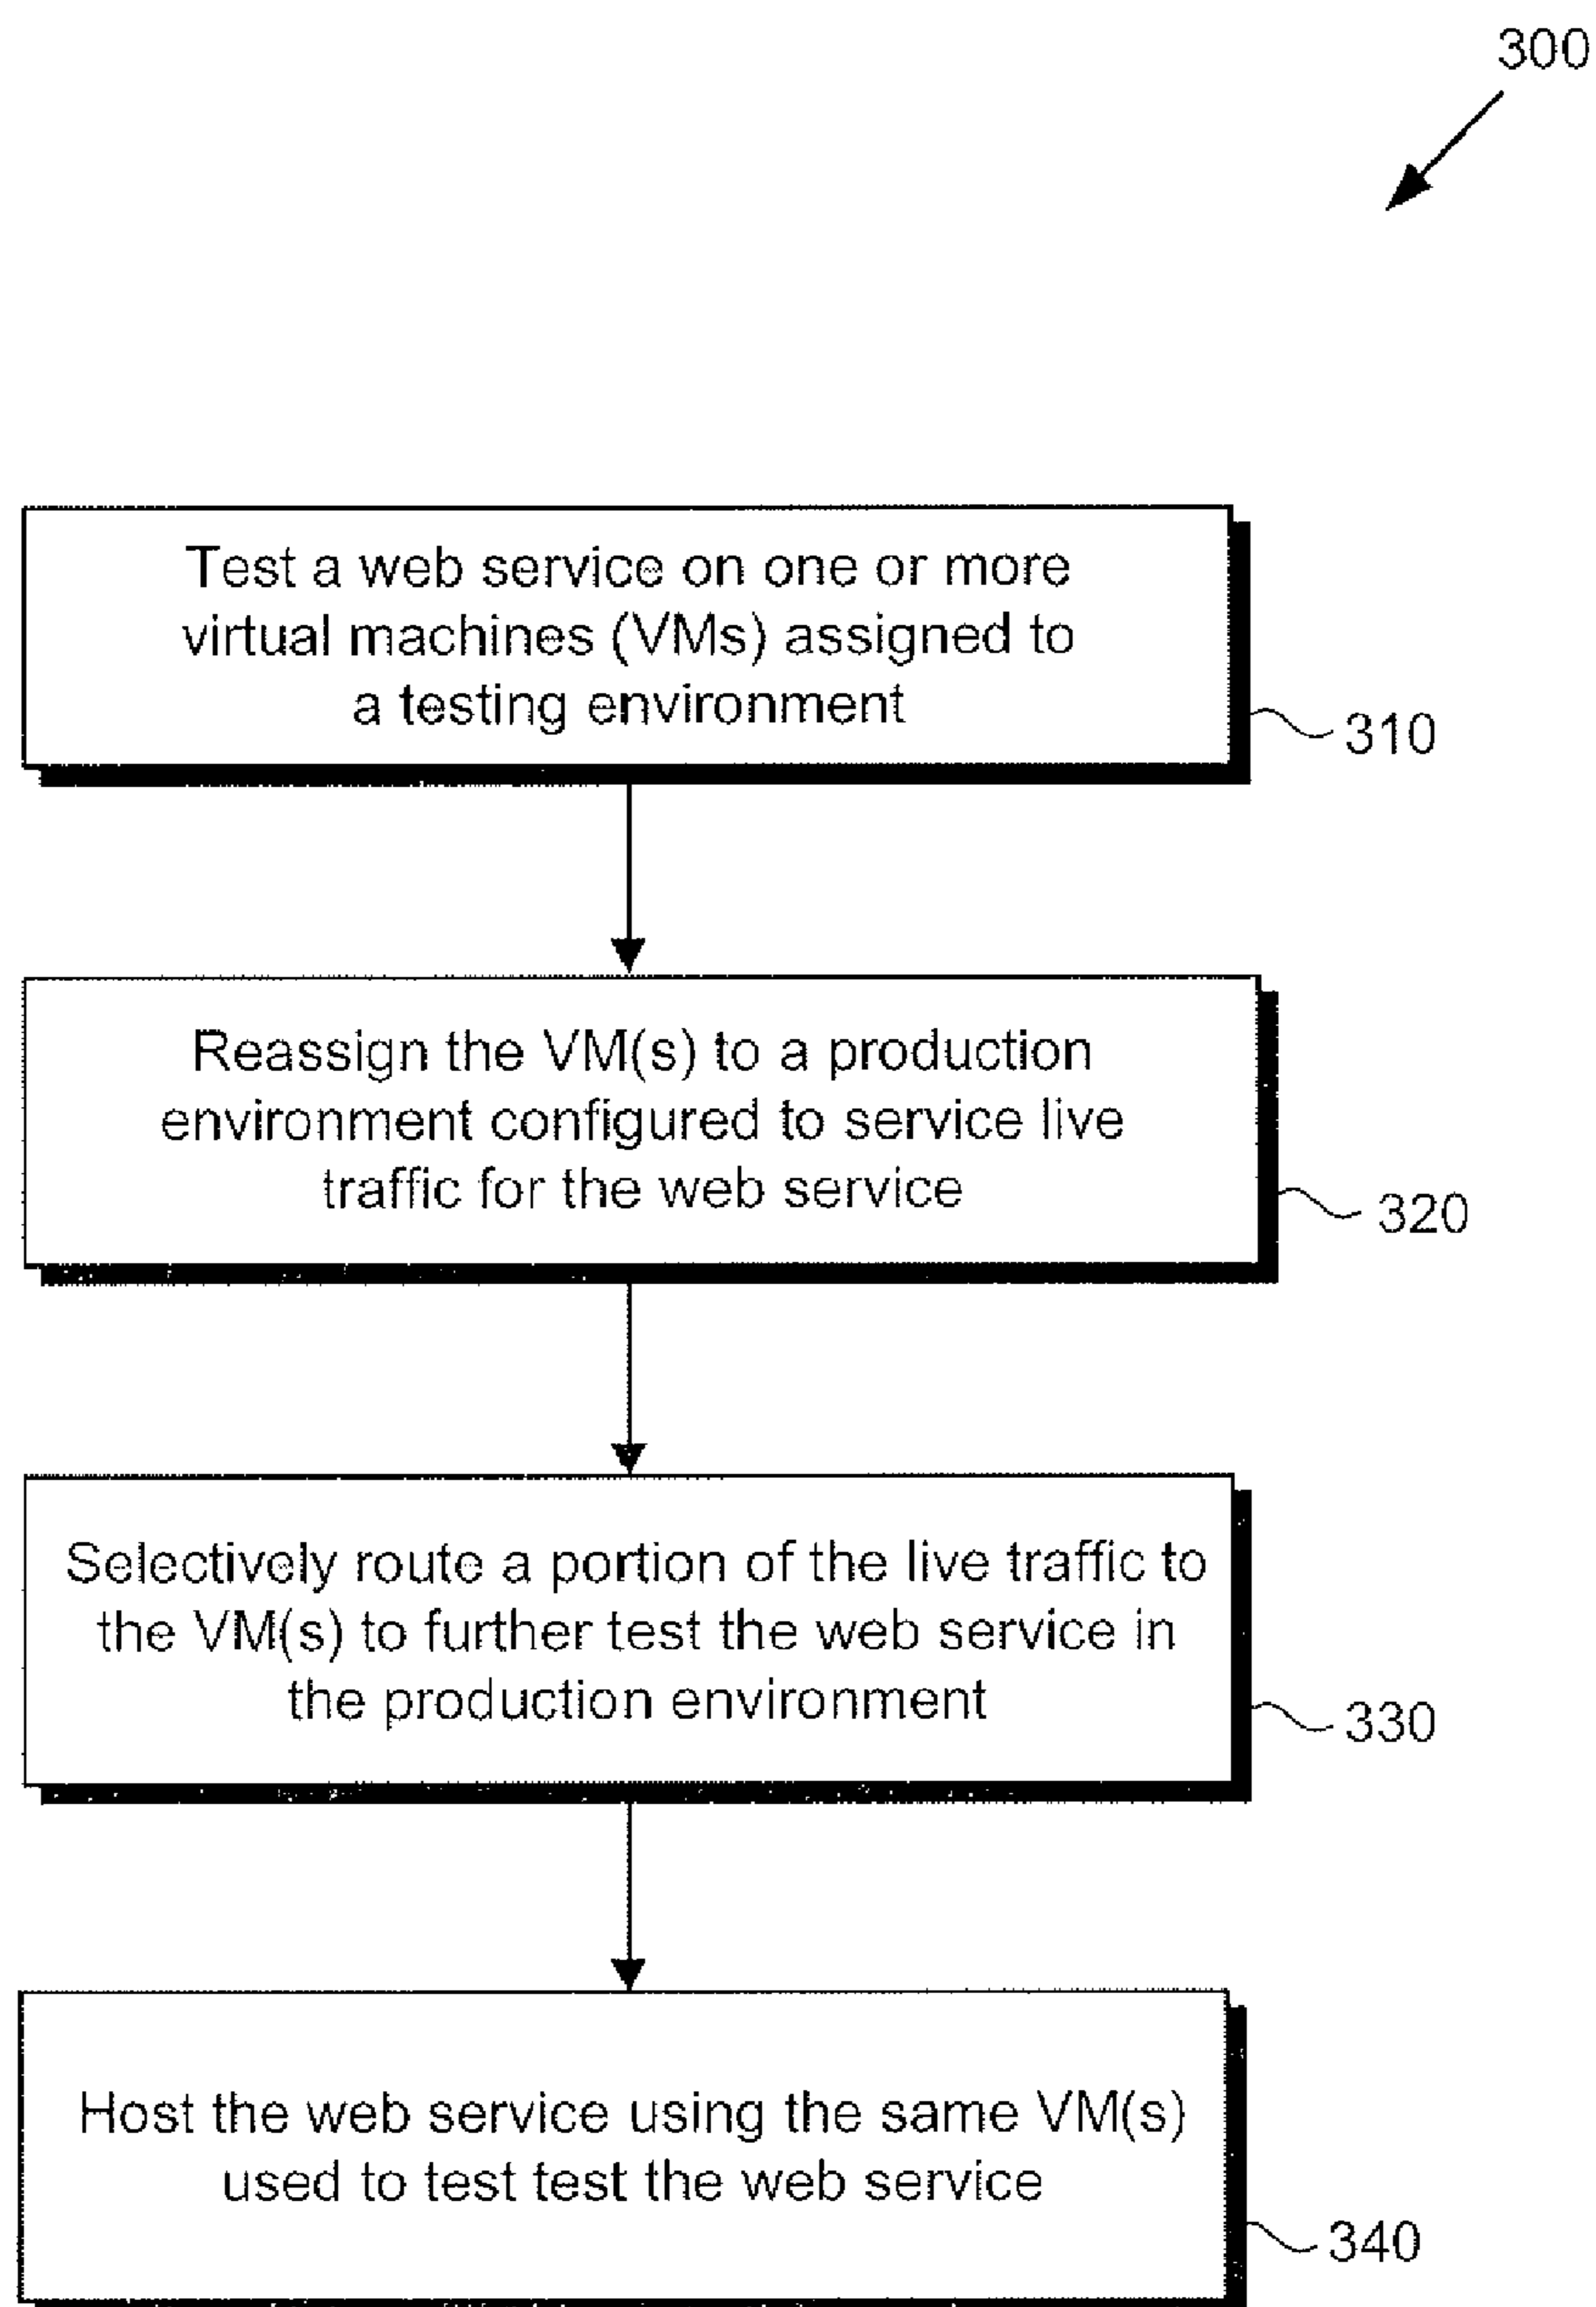 300
Test a web service on one or more
virtual machines (VMs) assigned to
a testing environment
310
Reassign the VM(s) to a production
environment configured to service live
traffic for the web service
320
Selectively route a portion of the live traffic to
the VM(s) to further test the web service in
the production environment
330
Host the web service using the same VM(s)
used to test test the web service
340